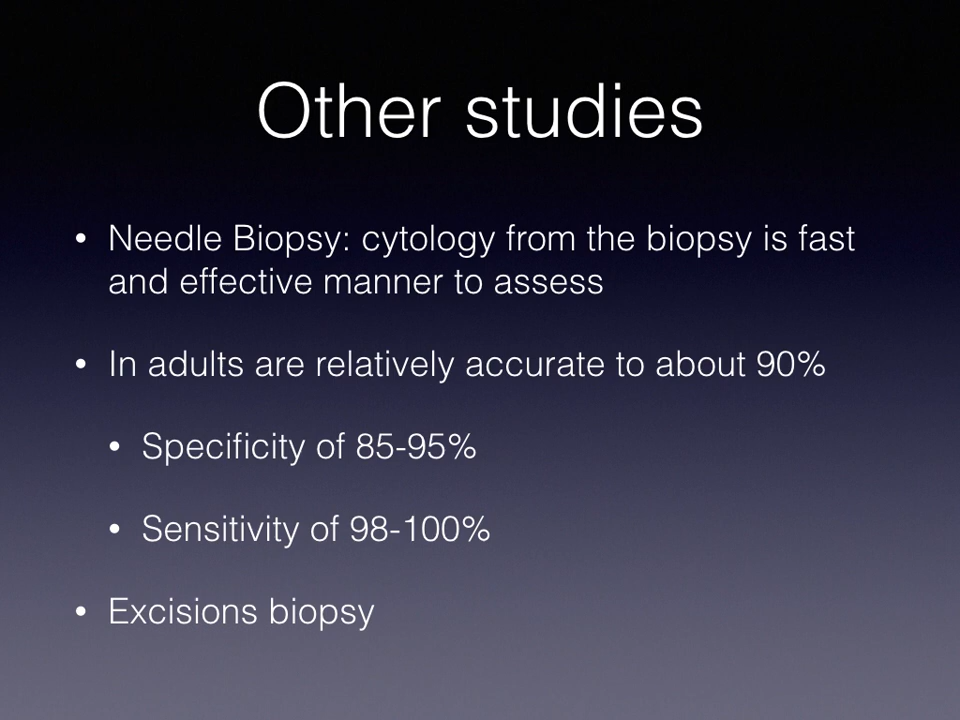 Other studies
• Needle Biopsy: cytology from the biopsy is fast
and effective manner to assess
• In adults are relatively accurate to about 90%
• Specificity of 85-95%
• Sensitivity of 98-100%
• Excisions biopsy